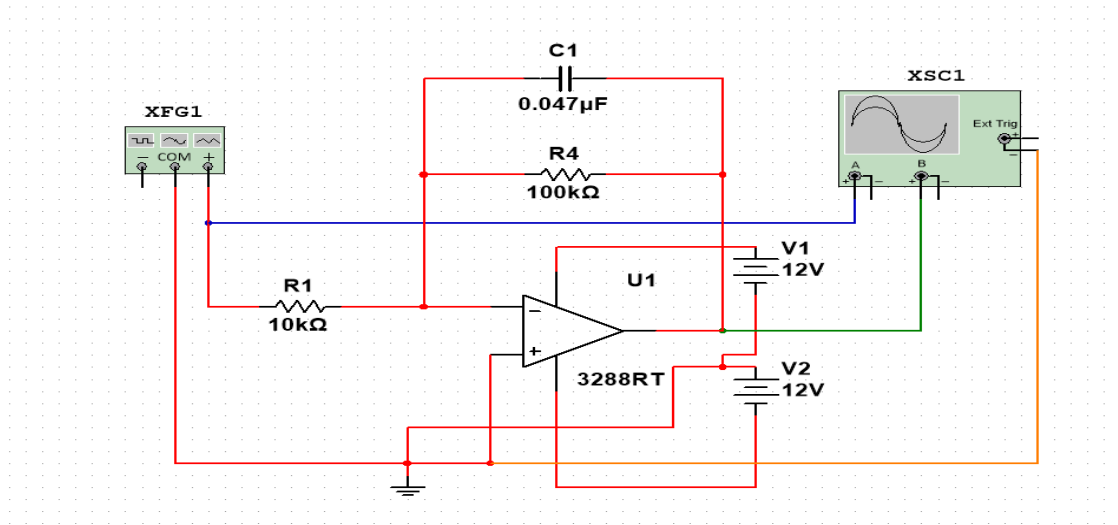 C1
0.047µF
XSC1
XFG1
Ext Trig
+
−
− COM +
R4
100kΩ
A
B
+ −
+ −
V1
12V
U1
R1
10kΩ
−
+
3288RT
V2
12V